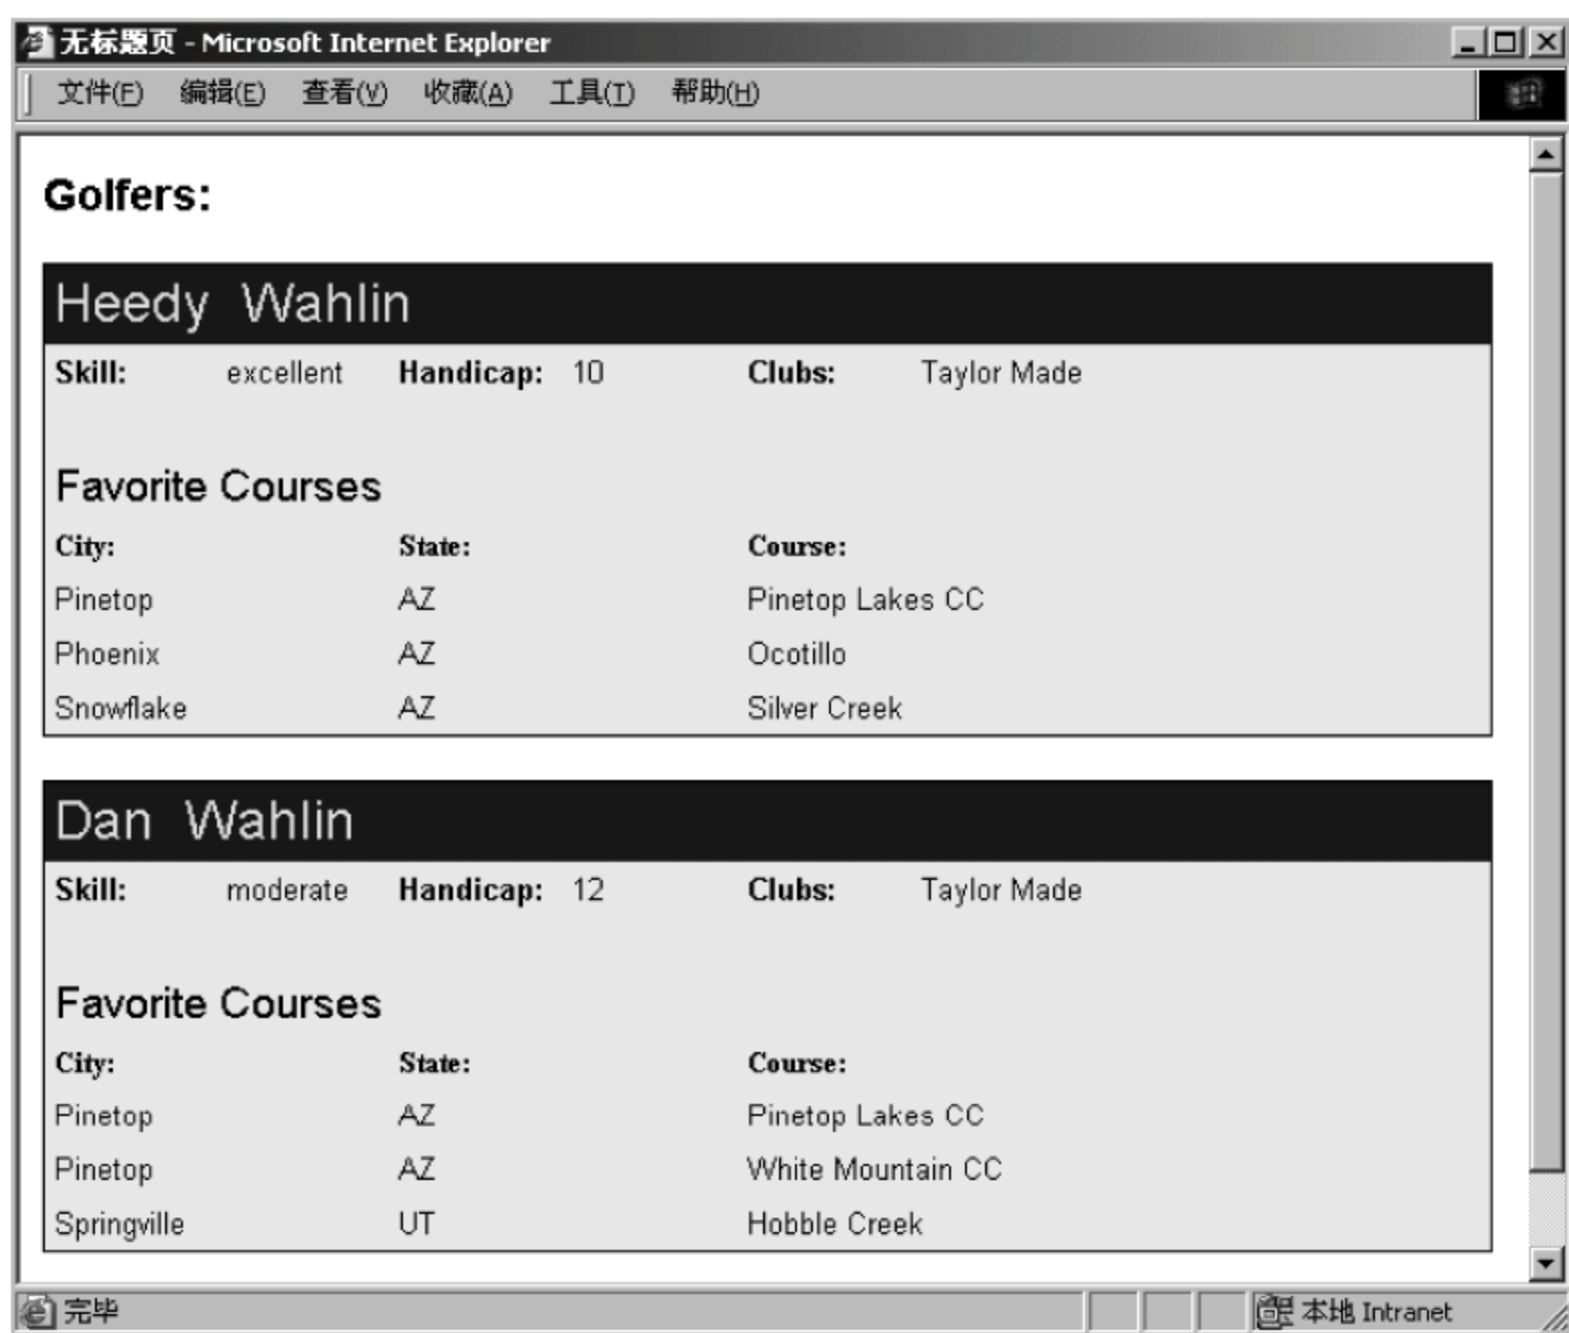 无标题页 - Microsoft Internet Explorer
文件(F) 编辑(E) 查看(V) 收藏(A) 工具(T) 帮助(H)
Golfers:
Heedy Wahlin
Skill: excellent Handicap: 10 Clubs: Taylor Made
Favorite Courses
City: State: Course:
Pinetop AZ Pinetop Lakes CC
Phoenix AZ Ocotillo
Snowflake AZ Silver Creek
Dan Wahlin
Skill: moderate Handicap: 12 Clubs: Taylor Made
Favorite Courses
City: State: Course:
Pinetop AZ Pinetop Lakes CC
Pinetop AZ White Mountain CC
Springville UT Hobble Creek
完毕 本地 Intranet